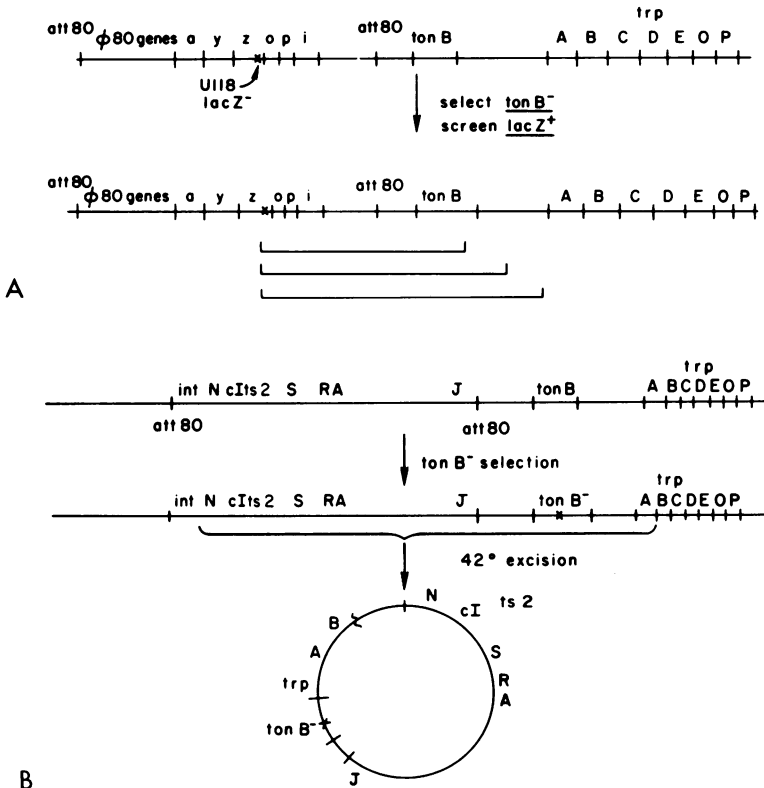 trp
att80 φ80 genes a y z o p i att80 ton B A B C D E O P
U118
lacZ⁻
select ton B⁻
screen lacZ⁺
att80 φ80 genes a y z o p i att80 ton B A B C D E O P
A
trp
int N cIts2 S RA J ton B A B C D E O P
att80 att80
ton B⁻ selection
trp
int N cIts2 S RA J ton B⁻ A B C D E O P
42° excision
N
cI ts 2
B
A S
R
trp A
ton B⁻
J
B